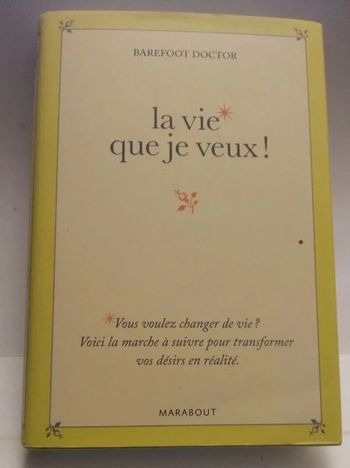 BAREFOOT DOCTOR
la vie*
que je veux!
*Vous voulez changer de vie?
Voici la marche à suivre pour transformer
vos désirs en réalité.
MARABOUT